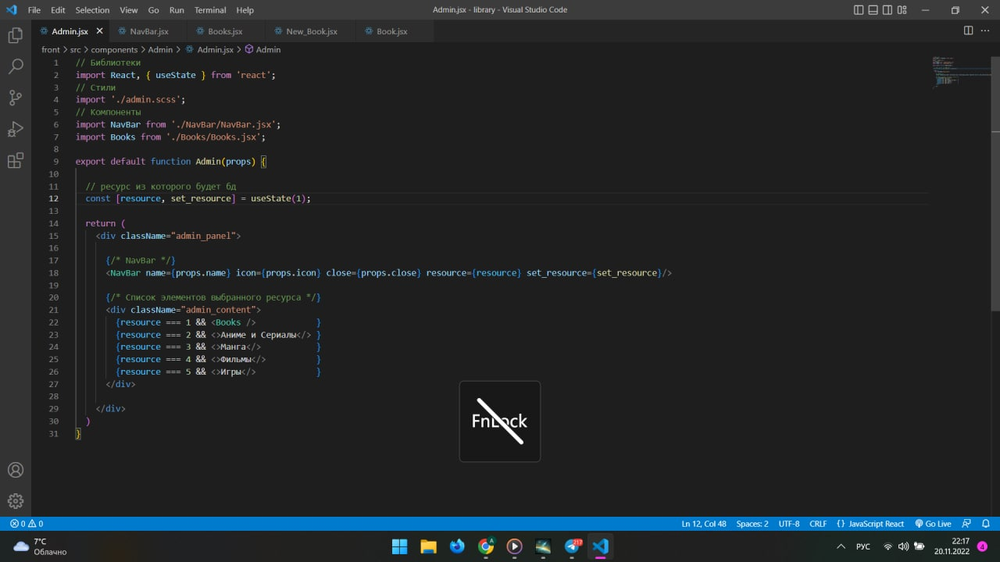 File Edit Selection View Go Run Terminal Help
Admin.jsx - library - Visual Studio Code
Admin.jsx NavBar.jsx Books.jsx New_Book.jsx Book.jsx
front > src > components > Admin > Admin.jsx > Admin
1 // Библиотеки
2 import React, { useState } from 'react';
3 // Стили
4 import './admin.scss';
5 // Компоненты
6 import NavBar from './NavBar/NavBar.jsx';
7 import Books from './Books/Books.jsx';
8
9 export default function Admin(props) {
10
11 // ресурс из которого будет бд
12 const [resource, set_resource] = useState(1);
13
14 return (
15 <div className="admin_panel">
16
17 {/* NavBar */}
18 <NavBar name={props.name} icon={props.icon} close={props.close} resource={resource} set_resource={set_resource}/>
19
20 {/* Список элементов выбранного ресурса */}
21 <div className="admin_content">
22 {resource === 1 && <Books /> }
23 {resource === 2 && <>Аниме и Сериалы</> }
24 {resource === 3 && <>Манга</> }
25 {resource === 4 && <>Фильмы</> }
26 {resource === 5 && <>Игры</> }
27 </div>
28
29 </div>
30 )
31 }
FnLock
0 0 Ln 12, Col 48 Spaces: 2 UTF-8 CRLF {} JavaScript React Go Live
7°C
Облачно
A
217
РУС
22:17
20.11.2022
4